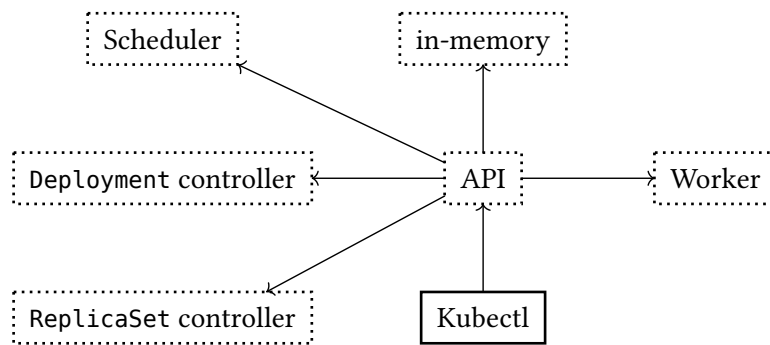 Scheduler
in-memory
Deployment controller
API
Worker
ReplicaSet controller
Kubectl